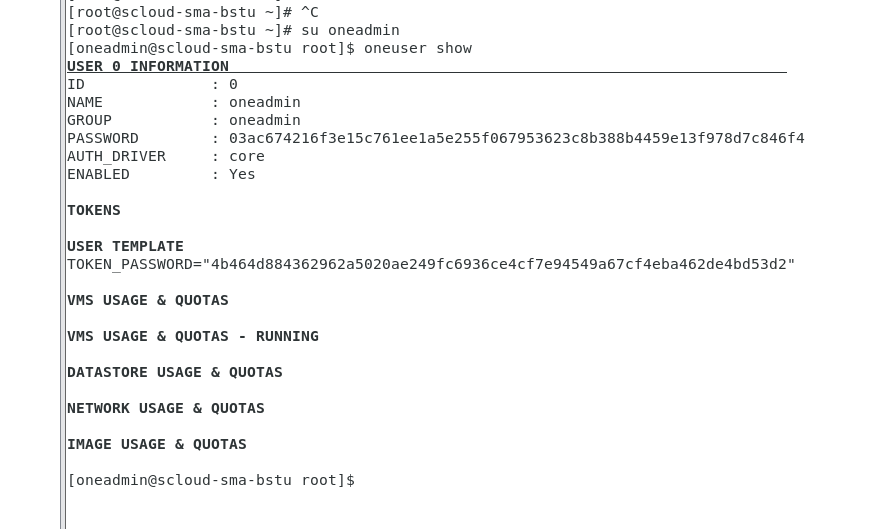 [root@scloud-sma-bstu ~]# ^C
[root@scloud-sma-bstu ~]# su oneadmin
[oneadmin@scloud-sma-bstu root]$ oneuser show
USER 0 INFORMATION
ID              : 0
NAME            : oneadmin
GROUP           : oneadmin
PASSWORD        : 03ac674216f3e15c761ee1a5e255f067953623c8b388b4459e13f978d7c846f4
AUTH_DRIVER     : core
ENABLED         : Yes
TOKENS
USER TEMPLATE
TOKEN_PASSWORD="4b464d884362962a5020ae249fc6936ce4cf7e94549a67cf4eba462de4bd53d2"
VMS USAGE & QUOTAS
VMS USAGE & QUOTAS - RUNNING
DATASTORE USAGE & QUOTAS
NETWORK USAGE & QUOTAS
IMAGE USAGE & QUOTAS
[oneadmin@scloud-sma-bstu root]$